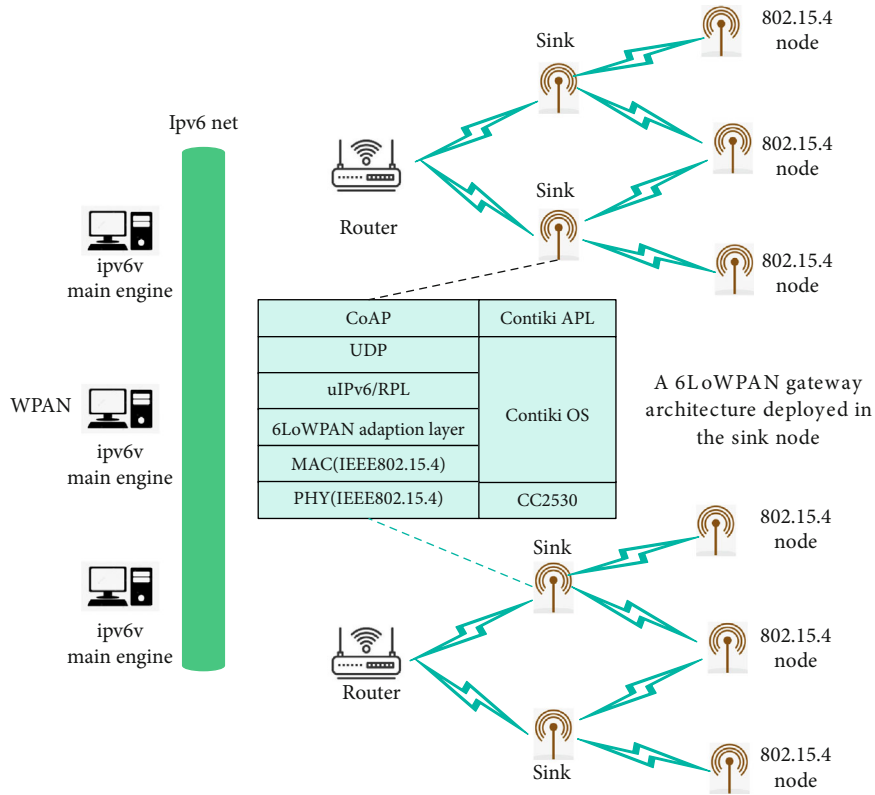 802.15.4
node
Sink
Ipv6 net
802.15.4
node
Sink
Router
802.15.4
node
ipv6v
main engine
CoAP
Contiki APL
UDP
uIPv6/RPL
6LoWPAN adaption layer
MAC(IEEE802.15.4)
PHY(IEEE802.15.4)
Contiki OS
CC2530
WPAN
ipv6v
main engine
A 6LoWPAN gateway
architecture deployed in
the sink node
802.15.4
node
Sink
ipv6v
main engine
802.15.4
node
Router
Sink
802.15.4
node